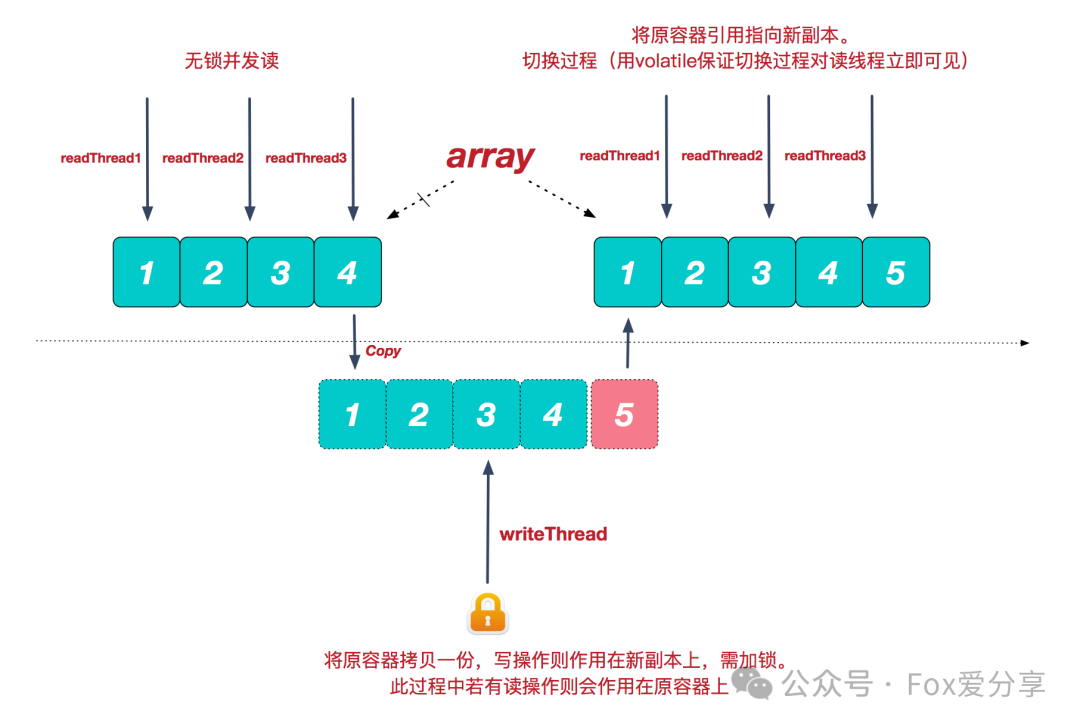 无锁并发读
将原容器引用指向新副本。
切换过程（用volatile保证切换过程对读线程立即可见）
readThread1 readThread2 readThread3
array
readThread1 readThread2 readThread3
1 2 3 4
1 2 3 4 5
Copy
1 2 3 4 5
writeThread
将原容器拷贝一份，写操作则作用在新副本上，需加锁。
此过程中若有读操作则会作用在原容器上
公众号 · Fox爱分享